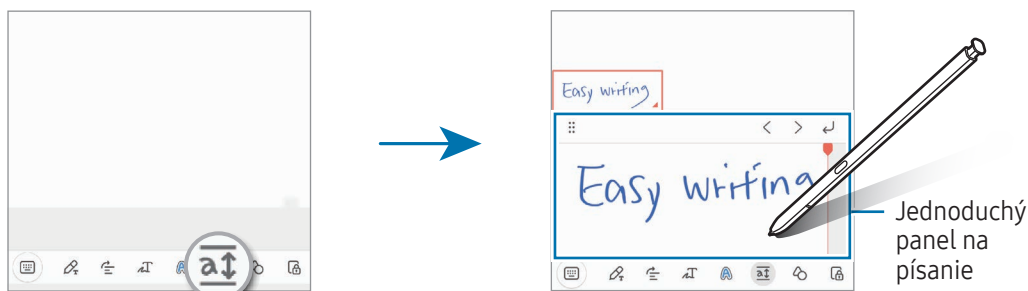 Easy writing
Easy writing
Jednoduchý
panel na
písanie